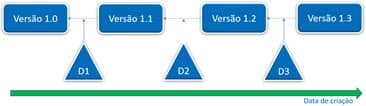 Versão 1.0
Versão 1.1
Versão 1.2
Versão 1.3
D1
D2
D3
Data de criação